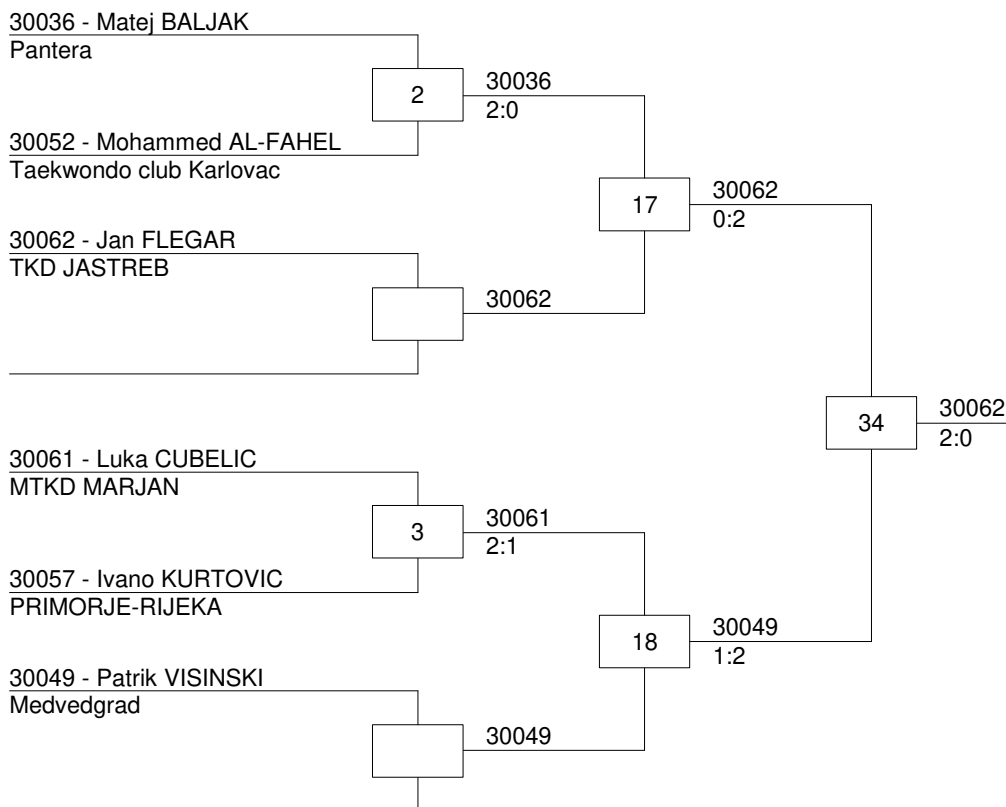 30036 - Matej BALJAK
Pantera
2
30036
2:0
30052 - Mohammed AL-FAHEL
Taekwondo club Karlovac
17
30062
0:2
30062 - Jan FLEGAR
TKD JASTREB
30062
34
30062
2:0
30061 - Luka CUBELIC
MTKD MARJAN
3
30061
2:1
30057 - Ivano KURTOVIC
PRIMORJE-RIJEKA
18
30049
1:2
30049 - Patrik VISINSKI
Medvedgrad
30049